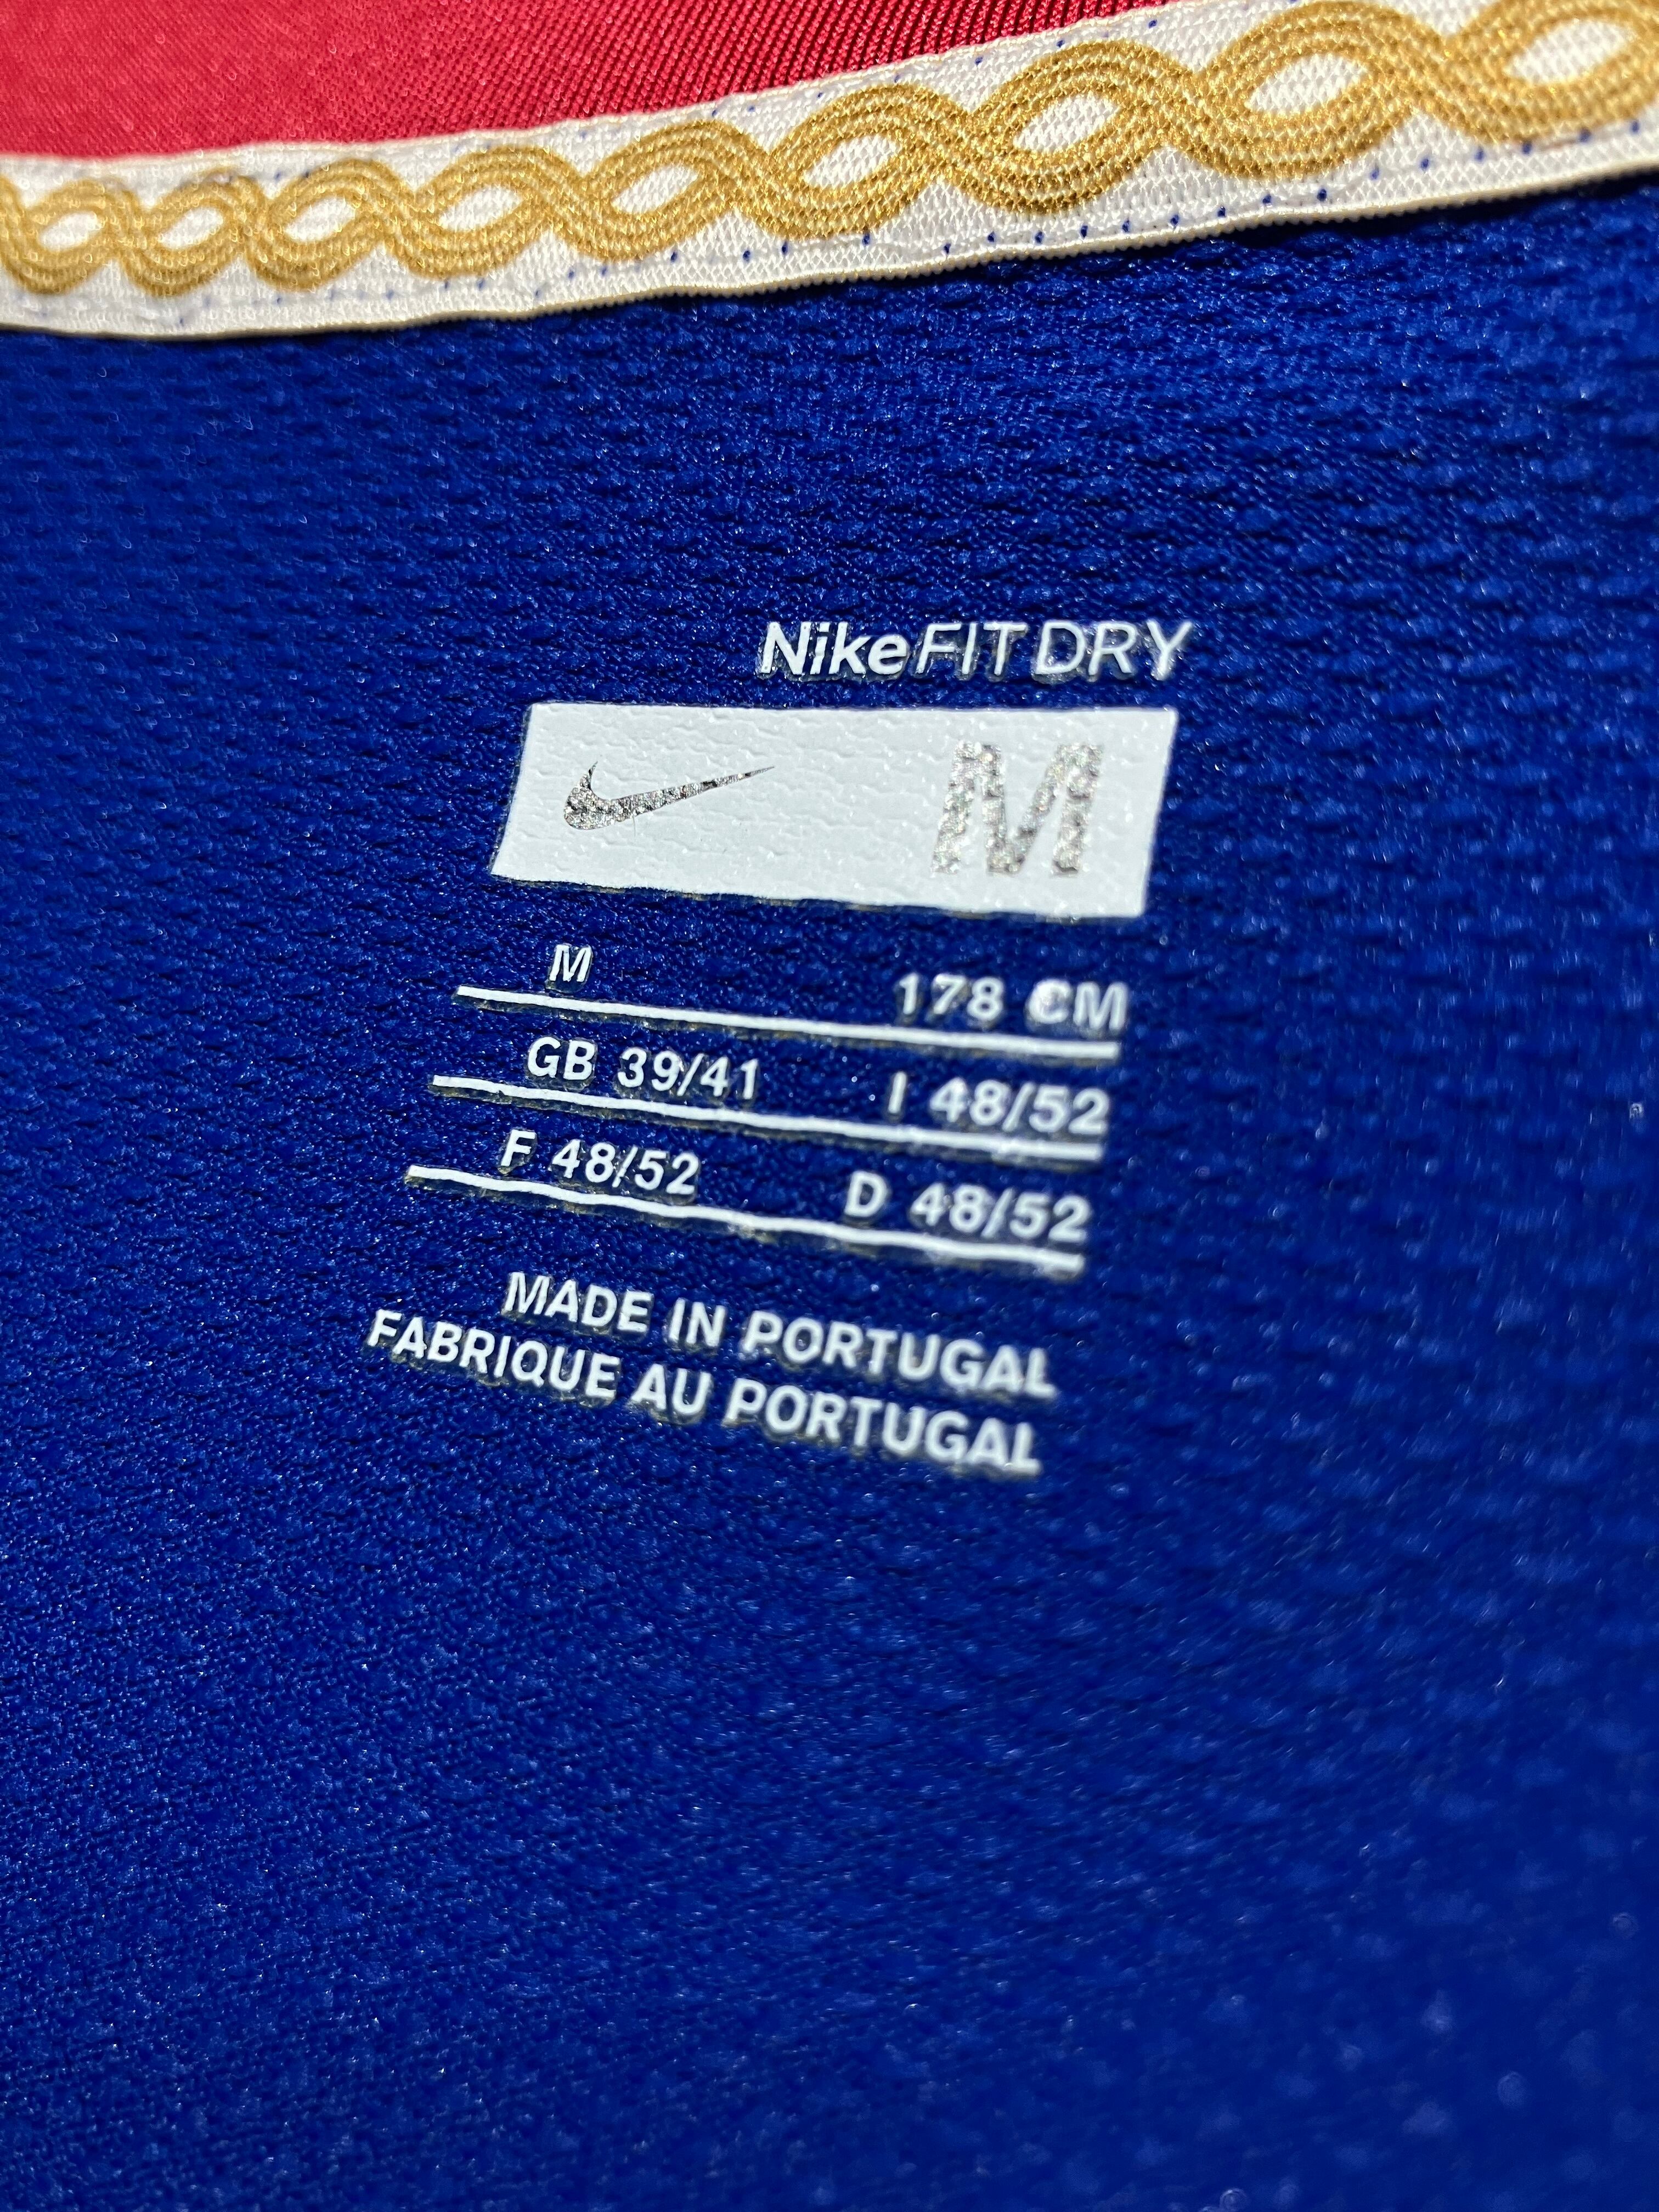 NikeFIT DRY
M
M 178 CM
GB 39/41 I 48/52
F 48/52 D 48/52
MADE IN PORTUGAL
FABRIQUE AU PORTUGAL